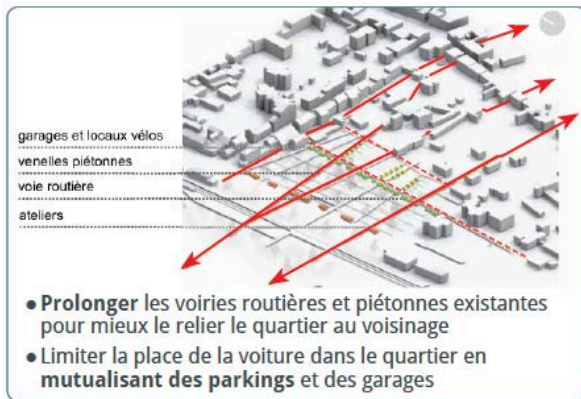 garages et locaux vélos
venelles piétonnes
voie routière
ateliers
● Prolonger les voiries routières et piétonnes existantes
pour mieux le relier le quartier au voisinage
● Limiter la place de la voiture dans le quartier en
mutualisant des parkings et des garages